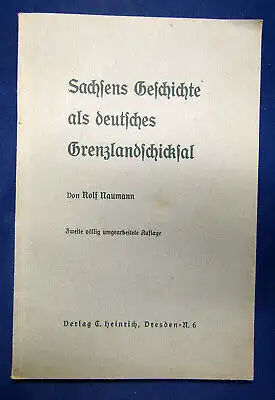 Sachsens Geschichte
als deutsches
Grenzlandschicksal
Von Rolf Naumann
Zweite völlig umgearbeitete Auflage
Verlag C. Heinrich, Dresden-N. 6